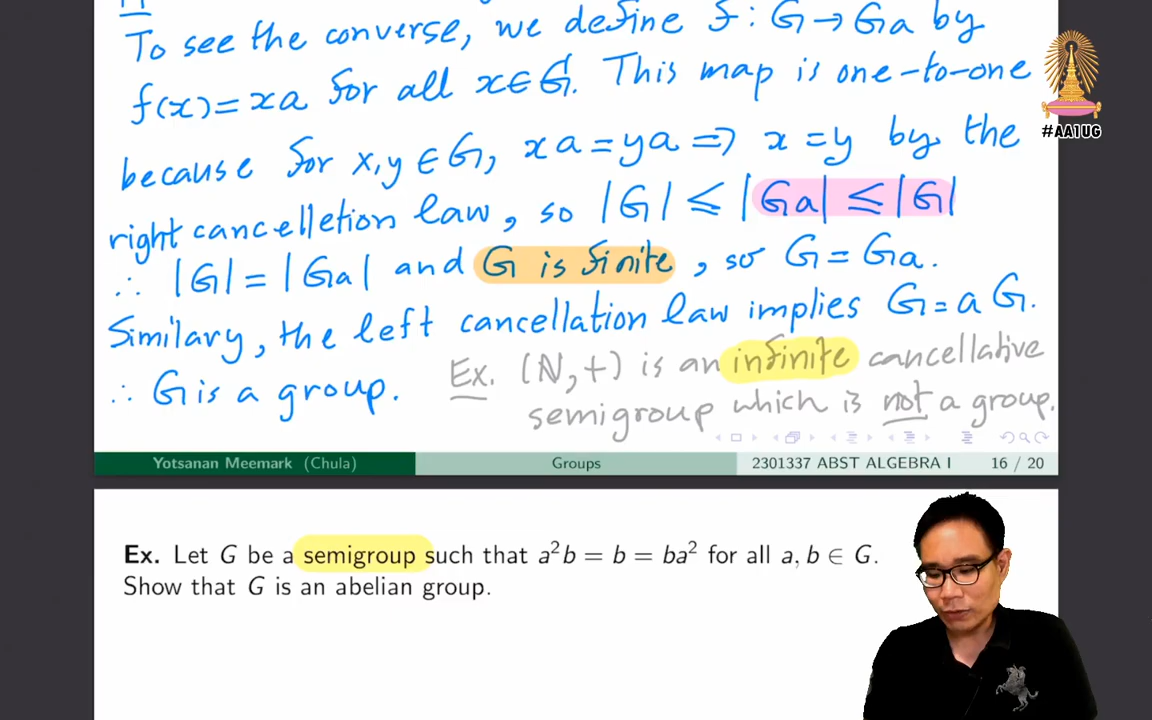 To see the converse, we define f : G → Ga by
f(x) = xa for all x ∈ G. This map is one-to-one
#AA1UG
because for x, y ∈ G, xa = ya ⇒ x = y by the
right cancelletion law, so |G| ≤ |Ga| ≤ |G|
∴ |G| = |Ga| and G is finite, so G = Ga.
Similary, the left cancellation law implies G = aG.
∴ G is a group.
Ex. (N, +) is an infinite cancellative
semigroup which is not a group.
Yotsanan Meemark (Chula) Groups 2301337 ABST ALGEBRA I 16 / 20
Ex. Let G be a semigroup such that a²b = b = ba² for all a, b ∈ G.
Show that G is an abelian group.